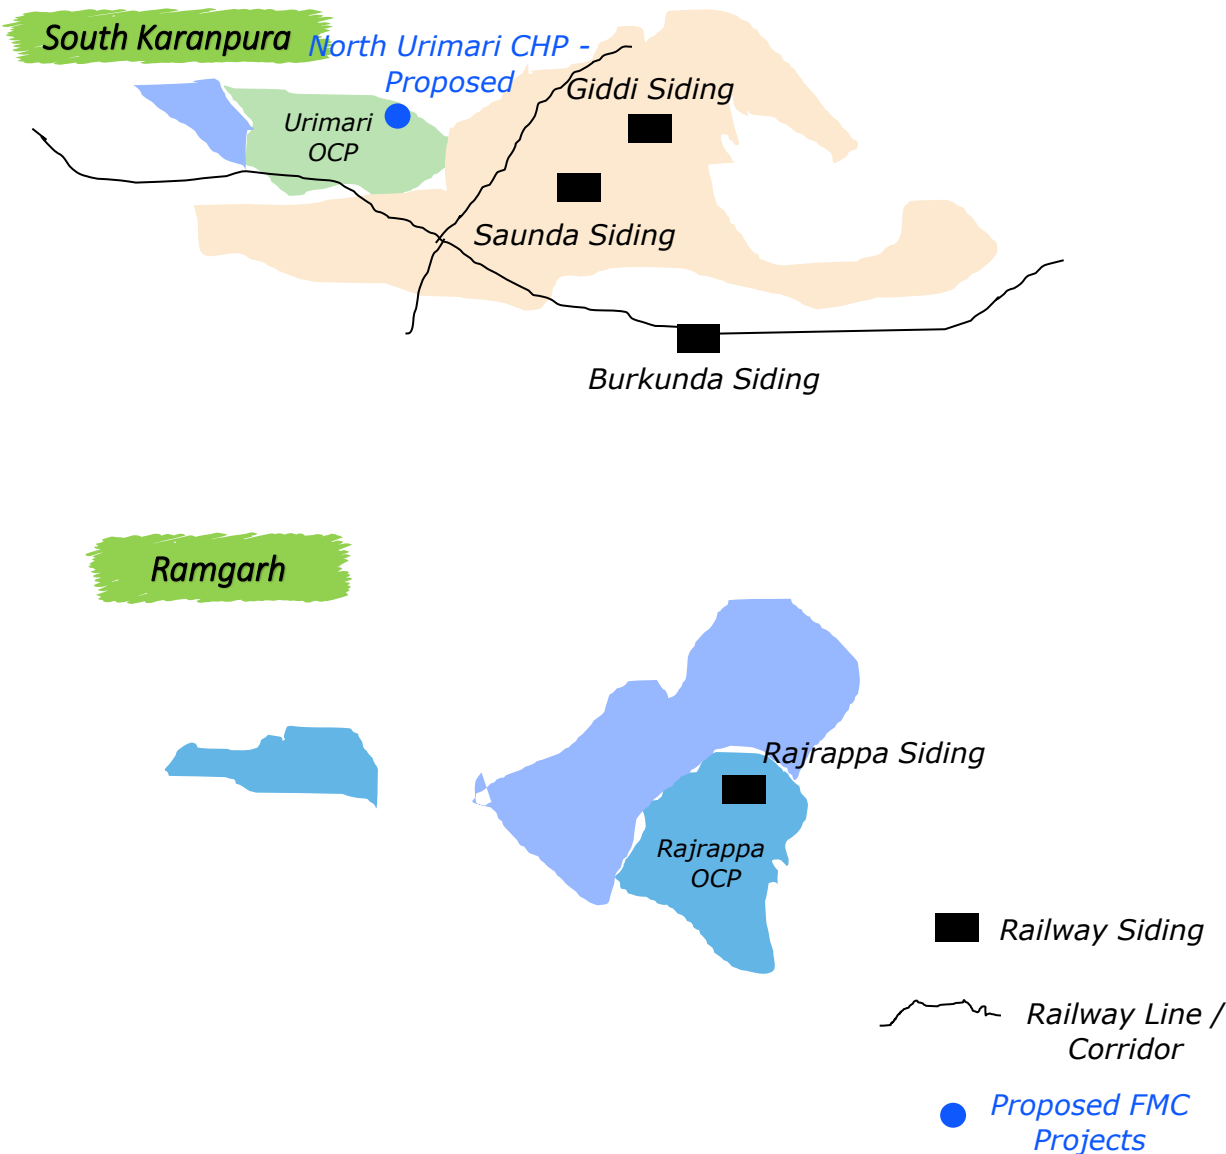 South Karanpura
North Urimari CHP -
Proposed
Giddi Siding
Urimari
OCP
Saunda Siding
Burkunda Siding
Ramgarh
Rajrappa Siding
Rajrappa
OCP
Railway Siding
Railway Line /
Corridor
Proposed FMC
Projects